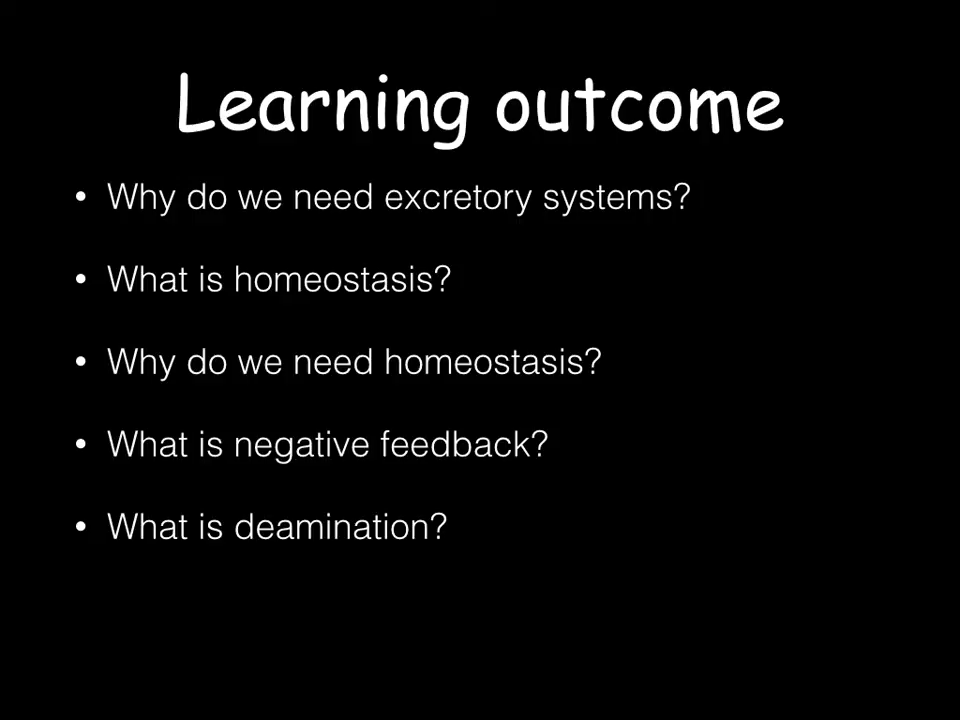 Learning outcome
• Why do we need excretory systems?
• What is homeostasis?
• Why do we need homeostasis?
• What is negative feedback?
• What is deamination?